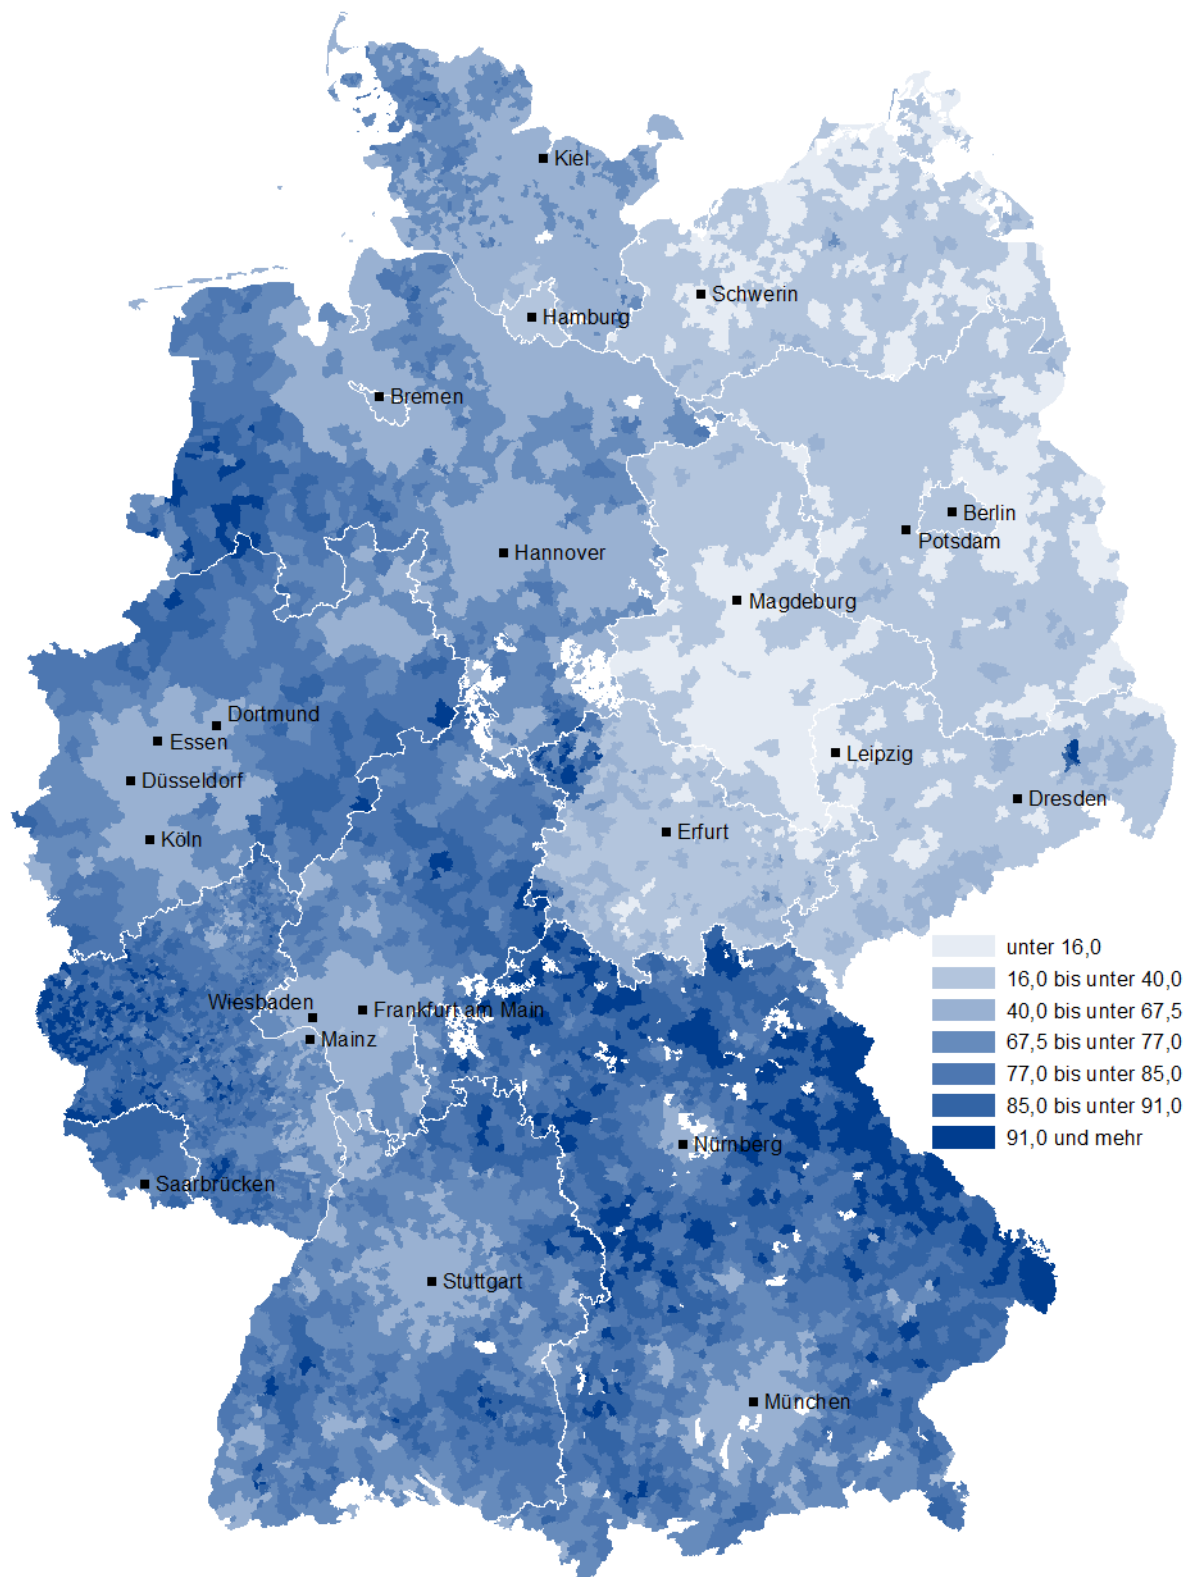 Kiel
Schwerin
Hamburg
Bremen
Berlin
Potsdam
Hannover
Magdeburg
Dortmund
Essen
Düsseldorf
Leipzig
Dresden
Köln
Erfurt
Wiesbaden
Frankfurt am Main
Mainz
Nürnberg
Saarbrücken
Stuttgart
München
unter 16,0
16,0 bis unter 40,0
40,0 bis unter 67,5
67,5 bis unter 77,0
77,0 bis unter 85,0
85,0 bis unter 91,0
91,0 und mehr